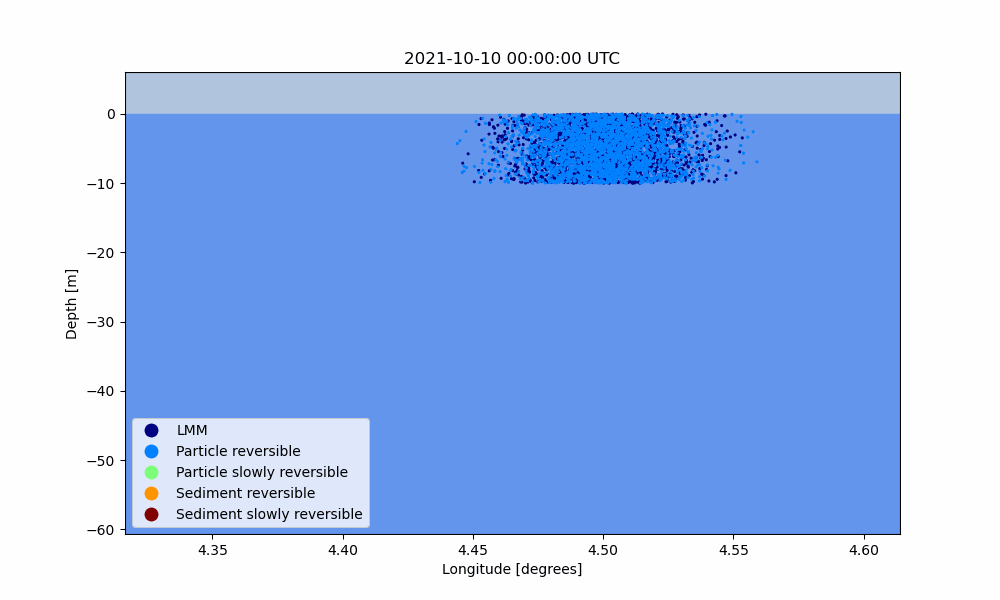 2021-10-10 00:00:00 UTC
0
−10
−20
−30
−40
−50
−60
Depth [m]
LMM
Particle reversible
Particle slowly reversible
Sediment reversible
Sediment slowly reversible
4.35 4.40 4.45 4.50 4.55 4.60
Longitude [degrees]